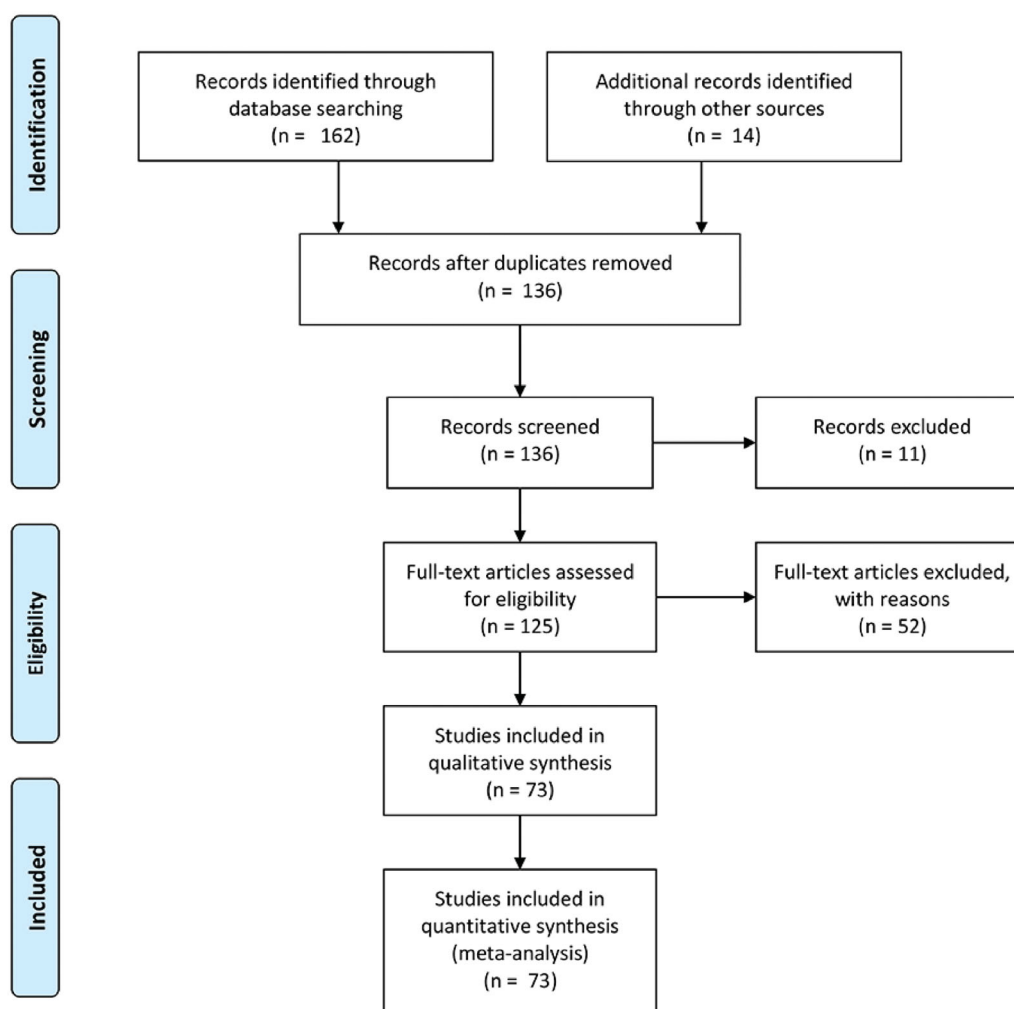 Identification
Records identified through
database searching
(n = 162)
Additional records identified
through other sources
(n = 14)
Records after duplicates removed
(n = 136)
Screening
Records screened
(n = 136)
Records excluded
(n = 11)
Eligibility
Full-text articles assessed
for eligibility
(n = 125)
Full-text articles excluded,
with reasons
(n = 52)
Studies included in
qualitative synthesis
(n = 73)
Included
Studies included in
quantitative synthesis
(meta-analysis)
(n = 73)